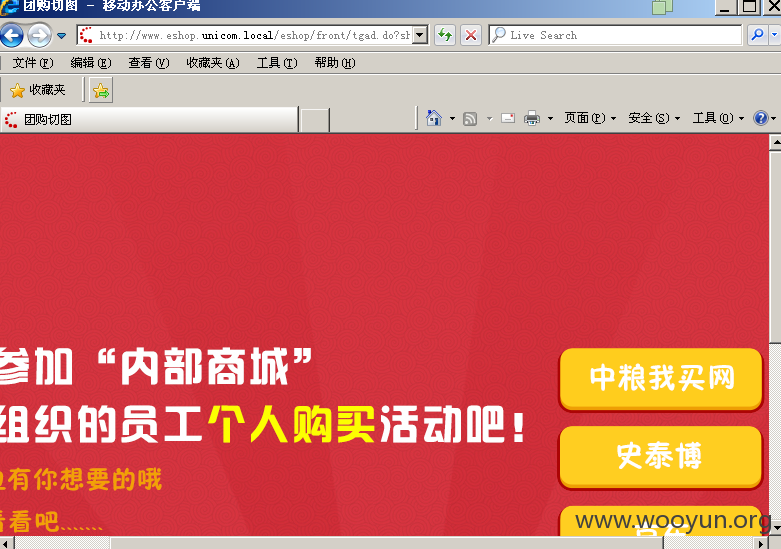 团购切图 - 移动办公客户端
http://www.eshop.unicom.local/eshop/front/tgad.do?sh
Live Search
文件(F) 编辑(E) 查看(V) 收藏夹(A) 工具(T) 帮助(H)
收藏夹
团购切图
页面(P) 安全(S) 工具(O)
参加“内部商城”
组织的员工个人购买活动吧!
有你想要的哦
看看吧.......
中粮我买网
史泰博
www.wooyun.org